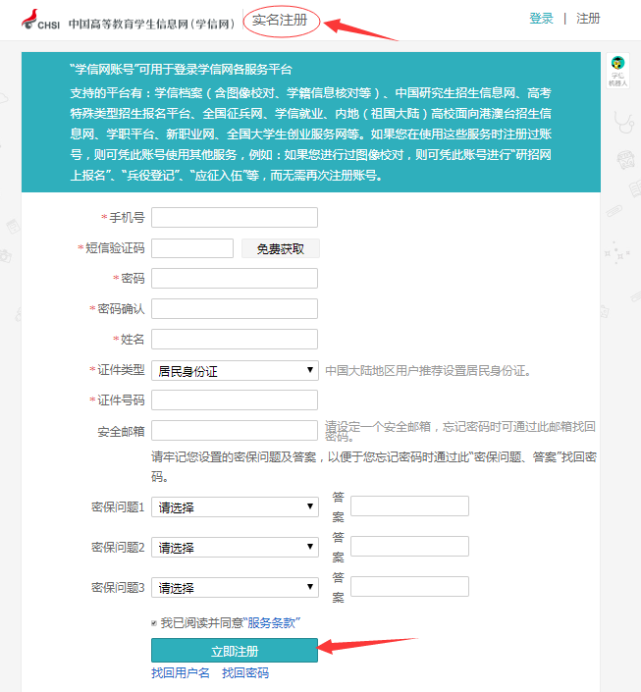 CHSI 中国高等教育学生信息网(学信网) 实名注册 登录 | 注册
"学信网账号"可用于登录学信网各服务平台
支持的平台有：学信档案（含图像校对、学籍信息核对等）、中国研究生招生信息网、高考
特殊类型招生报名平台、全国征兵网、学信就业、内地（祖国大陆）高校面向港澳台招生信
息网、学职平台、新职业网、全国大学生创业服务网等。如果您在使用这些服务时注册过账
号，则可凭此账号使用其他服务，例如：如果您进行过图像校对，则可凭此账号进行"研招网
上报名"、"兵役登记"、"应征入伍"等，而无需再次注册账号。
学信
机器人
*手机号
*短信验证码 免费获取
*密码
*密码确认
*姓名
*证件类型 居民身份证 中国大陆地区用户推荐设置居民身份证。
*证件号码
安全邮箱 请设定一个安全邮箱，忘记密码时可通过此邮箱找回
密码。
请牢记您设置的密保问题及答案，以便于您忘记密码时通过此"密保问题、答案"找回密
码。
密保问题1 请选择 答
案
密保问题2 请选择 答
案
密保问题3 请选择 答
案
我已阅读并同意"服务条款"
立即注册
找回用户名 找回密码